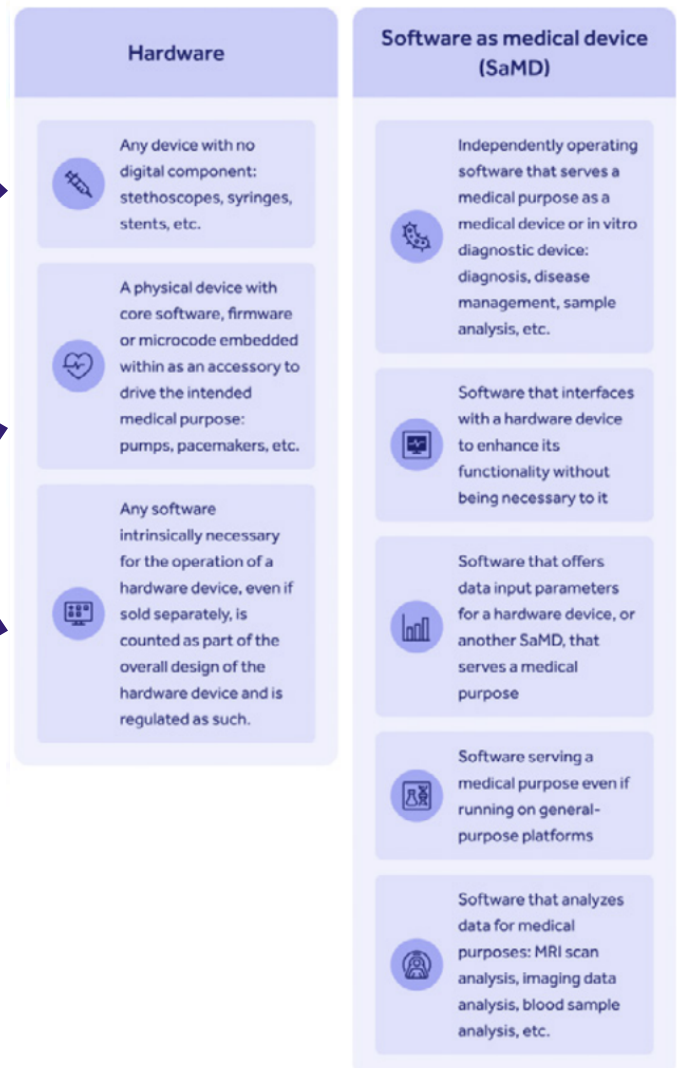 Hardware
Any device with no
digital component:
stethoscopes, syringes,
stents, etc.
A physical device with
core software, firmware
or microcode embedded
within as an accessory to
drive the intended
medical purpose:
pumps, pacemakers, etc.
Any software
intrinsically necessary
for the operation of a
hardware device, even if
sold separately, is
counted as part of the
overall design of the
hardware device and is
regulated as such.
Software as medical device
(SaMD)
Independently operating
software that serves a
medical purpose as a
medical device or in vitro
diagnostic device:
diagnosis, disease
management, sample
analysis, etc.
Software that interfaces
with a hardware device
to enhance its
functionality without
being necessary to it
Software that offers
data input parameters
for a hardware device, or
another SaMD, that
serves a medical
purpose
Software serving a
medical purpose even if
running on general-
purpose platforms
Software that analyzes
data for medical
purposes: MRI scan
analysis, imaging data
analysis, blood sample
analysis, etc.